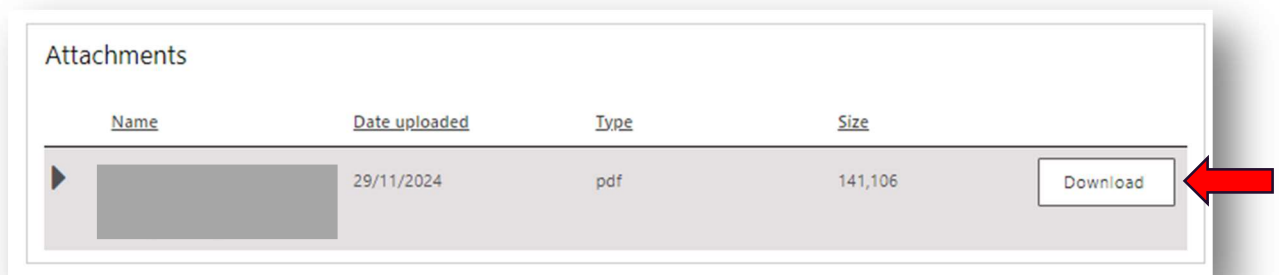 Attachments
Name Date uploaded Type Size
29/11/2024 pdf 141,106 Download